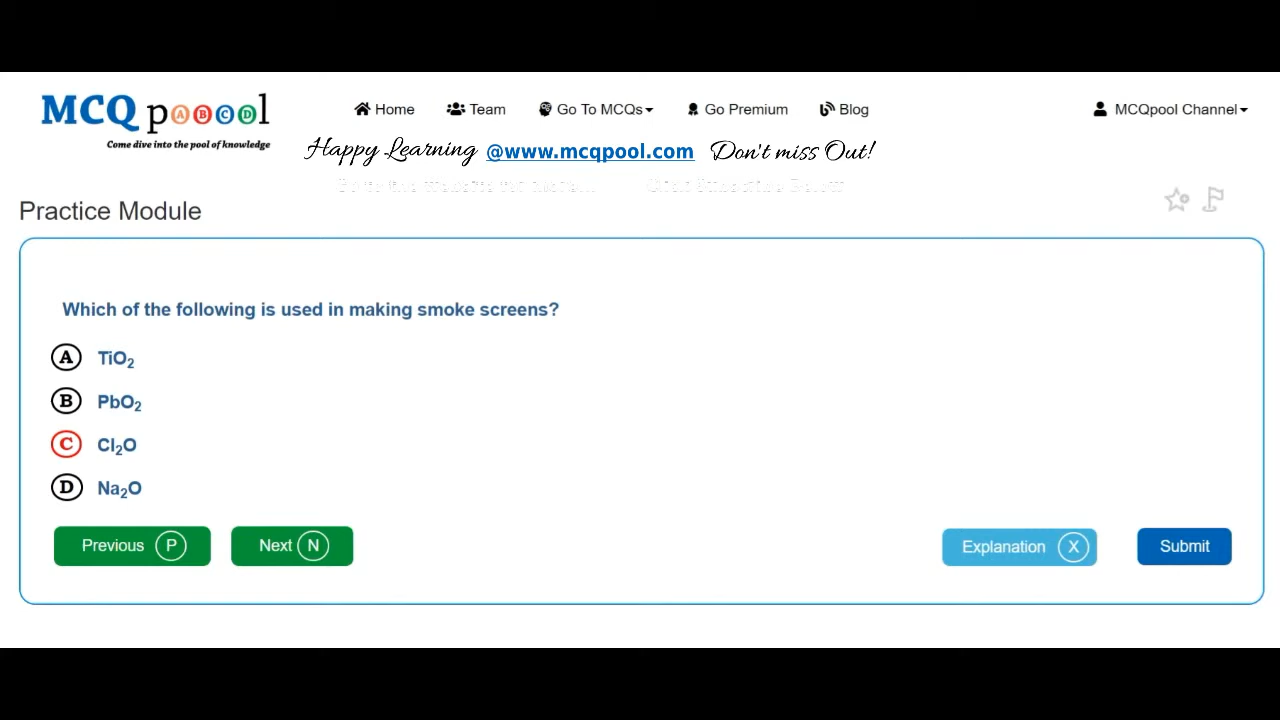 MCQ pooool
Come dive into the pool of knowledge
Home Team Go To MCQs Go Premium Blog MCQpool Channel
Happy Learning @www.mcqpool.com Don't miss Out!
Practice Module
Which of the following is used in making smoke screens?
A TiO₂
B PbO₂
C Cl₂O
D Na₂O
Previous P Next N Explanation X Submit